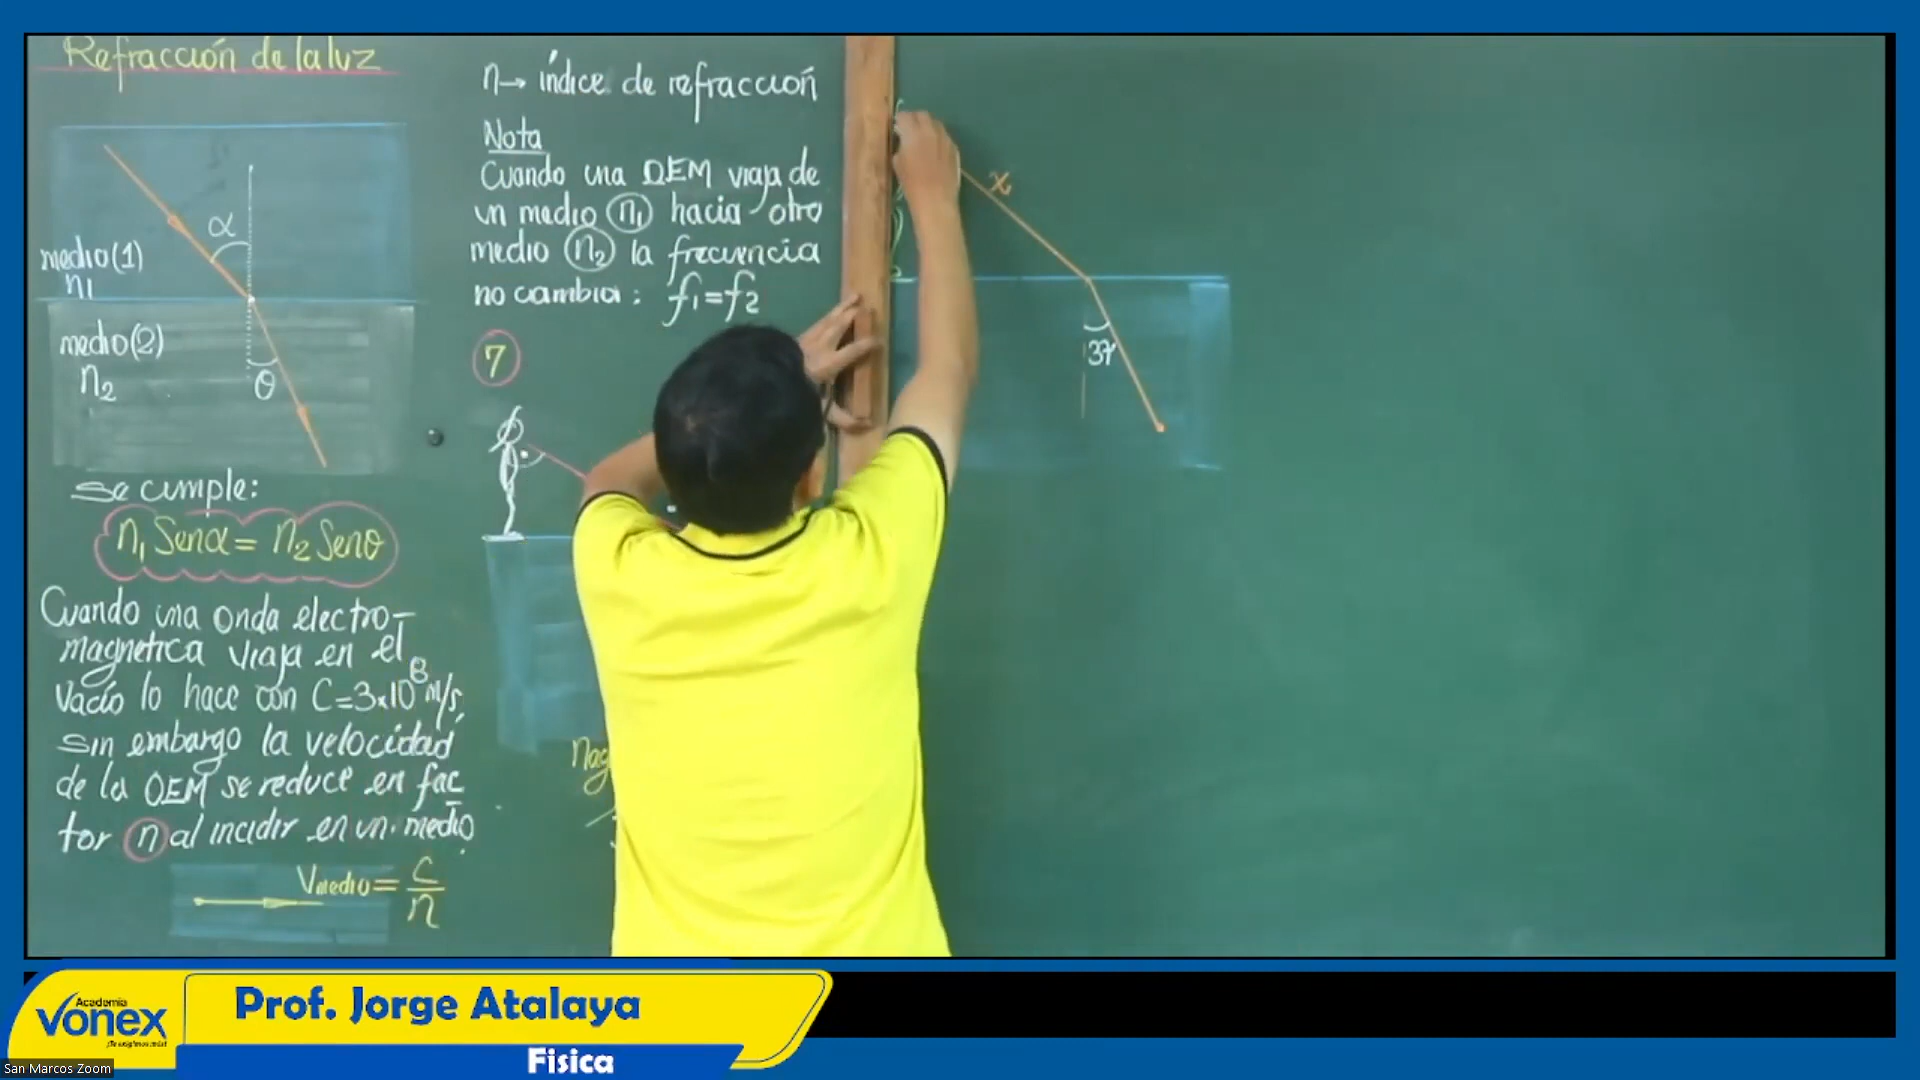 Refracción de la luz
α
medio(1)
n1
medio(2)
n2
θ
se cumple:
n1 Senα = n2 Senθ
Cuando una onda electro-
magnetica viaja en el
vacío lo hace con C=3x10⁸ m/s,
sin embargo la velocidad
de la OEM se reduce en fac
tor n al incidir en un medio
Vmedio = C/n
n→ índice de refracción
Nota
Cuando una OEM viaja de
un medio n1 hacia otro
medio n2 la frecuencia
no cambia: f1=f2
7
nag
x
37
Academia
Vonex
Prof. Jorge Atalaya
Fisica
San Marcos Zoom